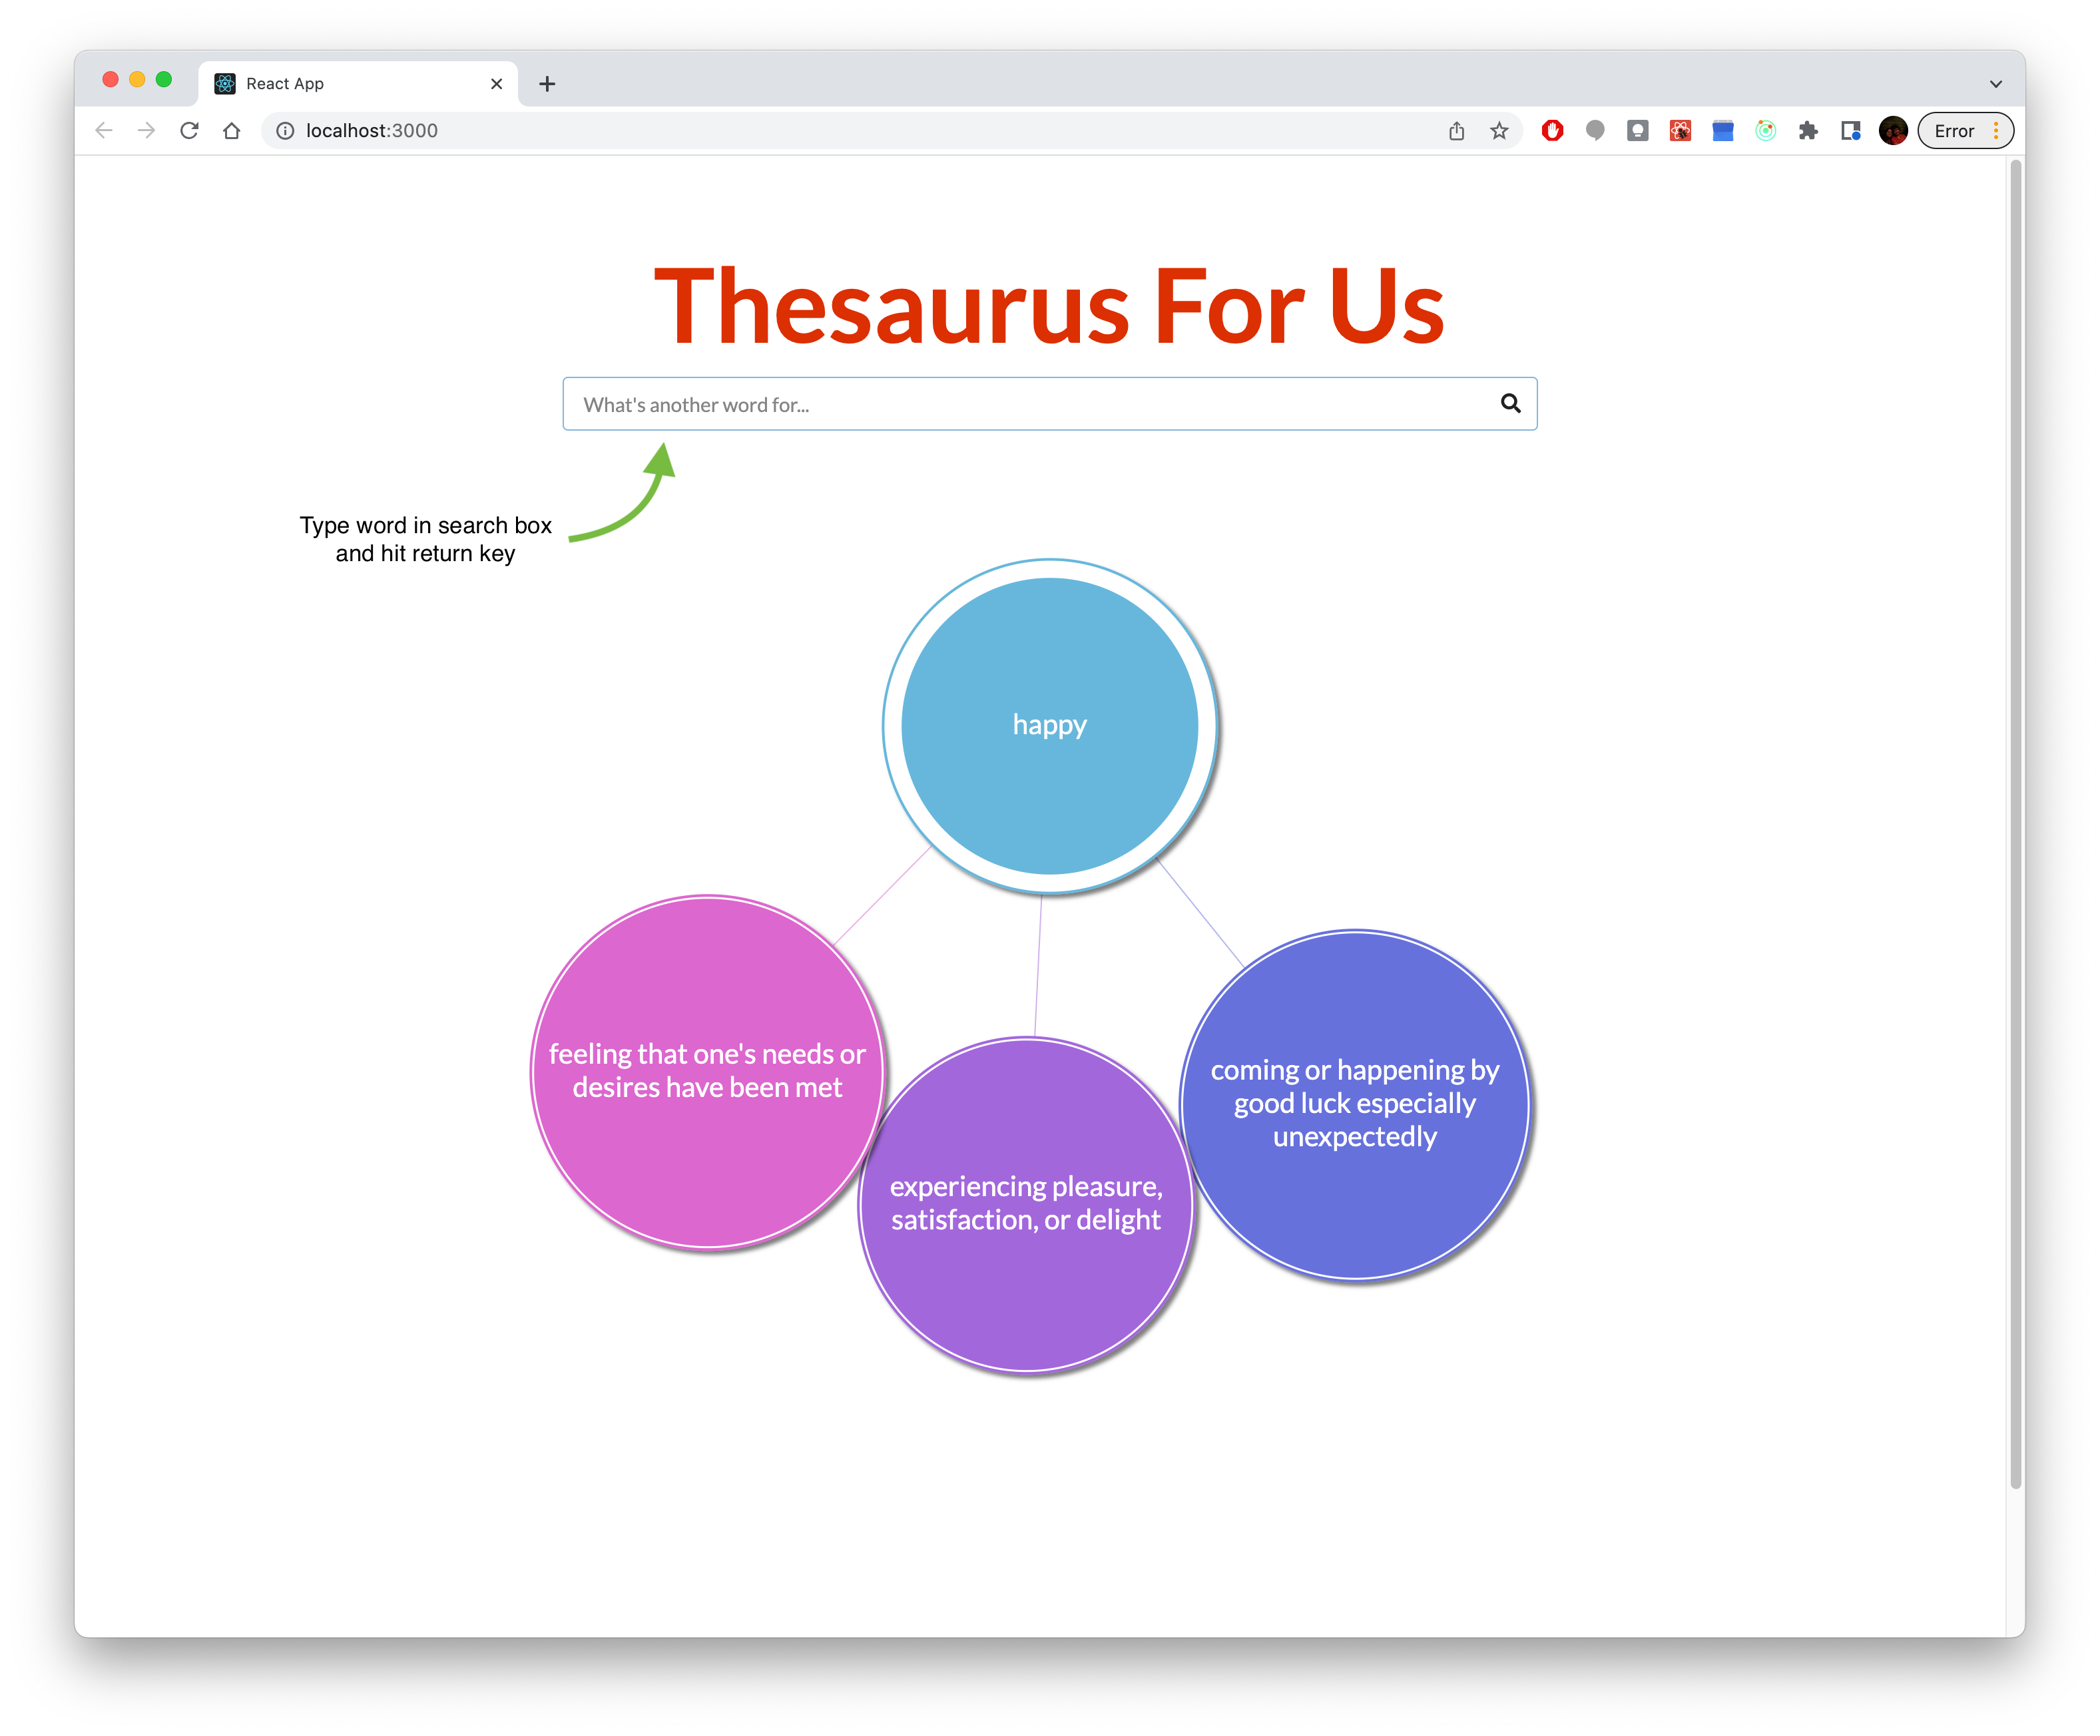 React App
localhost:3000
Error
Thesaurus For Us
What's another word for...
Type word in search box
and hit return key
happy
feeling that one's needs or
desires have been met
experiencing pleasure,
satisfaction, or delight
coming or happening by
good luck especially
unexpectedly